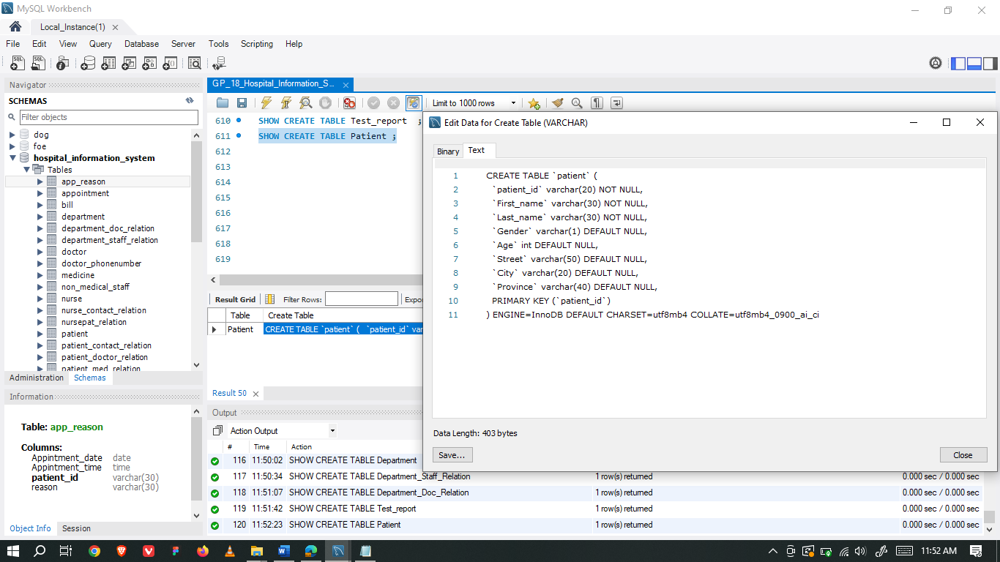 MySQL Workbench
Local_Instance(1)
File Edit View Query Database Server Tools Scripting Help
Navigator
SCHEMAS
Filter objects
dog
foe
hospital_information_system
Tables
app_reason
appointment
bill
department
department_doc_relation
department_staff_relation
doctor
doctor_phonenumber
medicine
non_medical_staff
nurse
nurse_contact_relation
nursepat_relation
patient
patient_contact_relation
patient_doctor_relation
patient_med_relation
Administration Schemas
Information
Table: app_reason
Columns:
Appintment_date date
Appintment_time time
patient_id varchar(30)
reason varchar(30)
Object Info Session
GP_18_Hospital_Information_S...
Limit to 1000 rows
610 SHOW CREATE TABLE Test_report ;
611 SHOW CREATE TABLE Patient ;
612
613
614
615
616
617
618
619
Result Grid Filter Rows: Expor
Table Create Table
Patient CREATE TABLE `patient` ( `patient_id` var
Result 50
Output
Action Output
# Time Action
116 11:50:02 SHOW CREATE TABLE Department
117 11:50:34 SHOW CREATE TABLE Department_Staff_Relation 1 row(s) returned 0.000 sec / 0.000 sec
118 11:51:07 SHOW CREATE TABLE Department_Doc_Relation 1 row(s) returned 0.000 sec / 0.000 sec
119 11:51:42 SHOW CREATE TABLE Test_report 1 row(s) returned 0.000 sec / 0.000 sec
120 11:52:23 SHOW CREATE TABLE Patient 1 row(s) returned 0.000 sec / 0.000 sec
Edit Data for Create Table (VARCHAR)
Binary Text
1 CREATE TABLE `patient` (
2 `patient_id` varchar(20) NOT NULL,
3 `First_name` varchar(30) NOT NULL,
4 `Last_name` varchar(30) NOT NULL,
5 `Gender` varchar(1) DEFAULT NULL,
6 `Age` int DEFAULT NULL,
7 `Street` varchar(50) DEFAULT NULL,
8 `City` varchar(20) DEFAULT NULL,
9 `Province` varchar(40) DEFAULT NULL,
10 PRIMARY KEY (`patient_id`)
11 ) ENGINE=InnoDB DEFAULT CHARSET=utf8mb4 COLLATE=utf8mb4_0900_ai_ci
Data Length: 403 bytes
Save... Close
11:52 AM